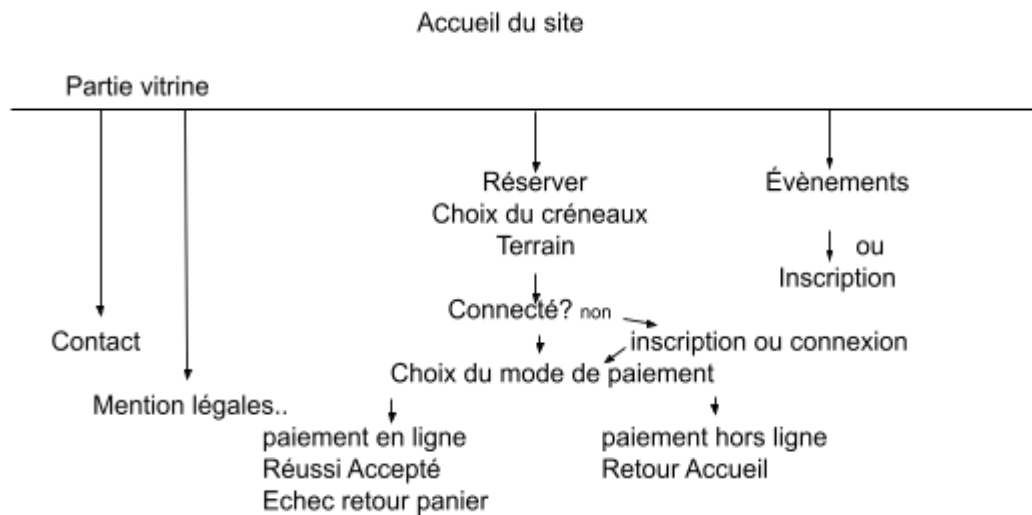 Accueil du site
Partie vitrine
Réserver
Choix du créneaux
Terrain
Évènements
ou
Inscription
Connecté? non
inscription ou connexion
Contact
Choix du mode de paiement
Mention légales..
paiement en ligne
Réussi Accepté
Echec retour panier
paiement hors ligne
Retour Accueil